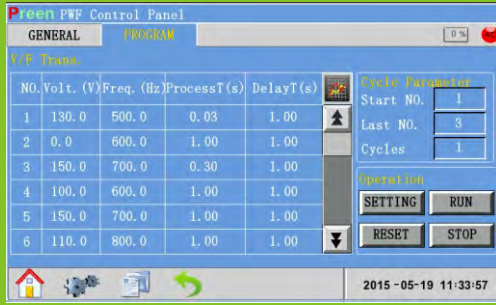 Preen PWF Control Panel
GENERAL PROGRAM 0 %
V/F Trans.
NO. Volt. (V) Freq. (Hz) ProcessT(s) DelayT(s)
1 130.0 500.0 0.03 1.00
2 0.0 600.0 1.00 1.00
3 150.0 700.0 0.30 1.00
4 100.0 600.0 1.00 1.00
5 150.0 700.0 1.00 1.00
6 110.0 800.0 1.00 1.00
Cycle Parameter
Start NO. 1
Last NO. 3
Cycles 1
Operation
SETTING RUN
RESET STOP
2015-05-19 11:33:57